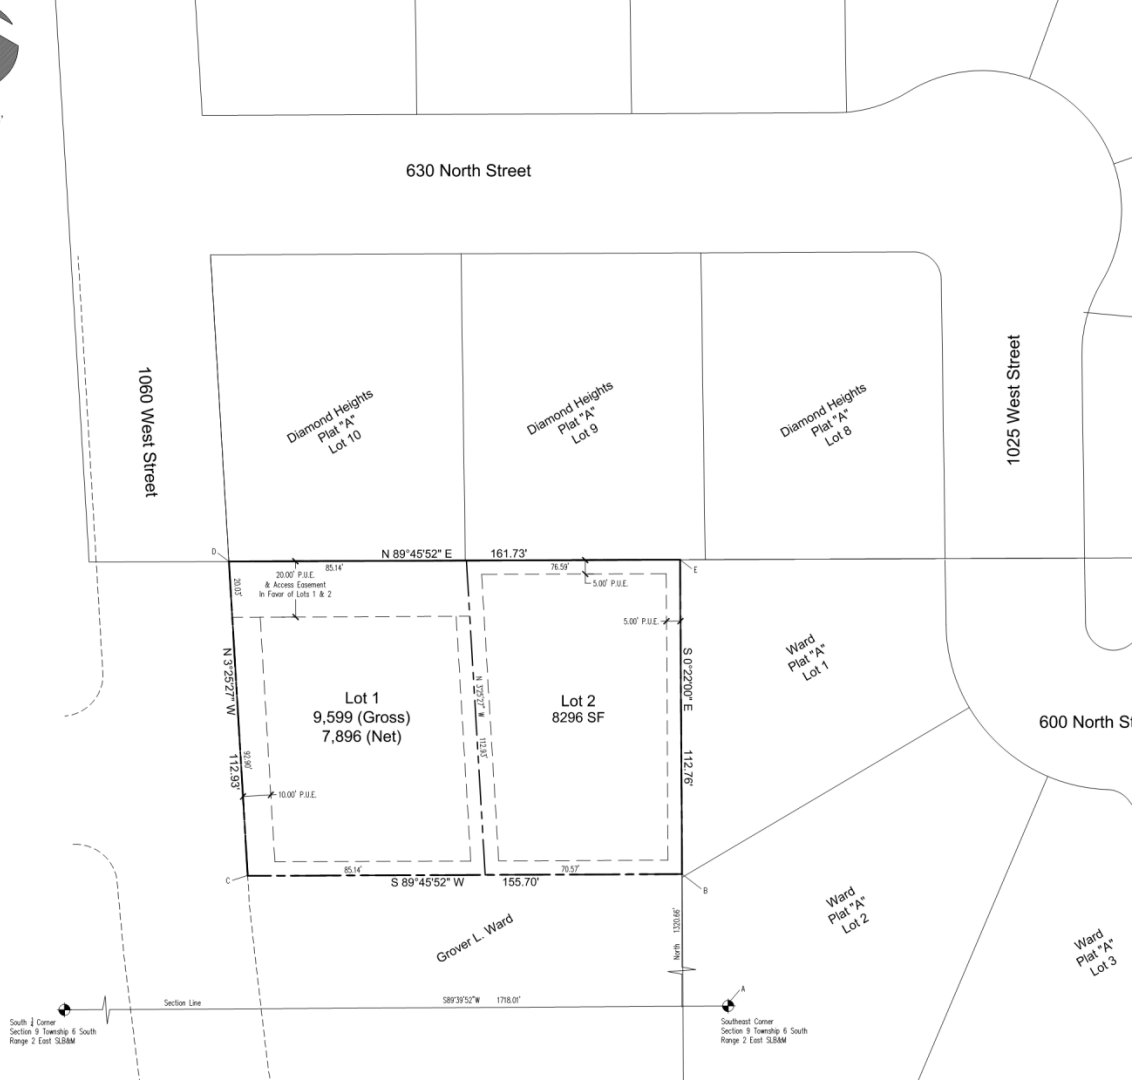 630 North Street
1060 West Street
1025 West Street
Diamond Heights
Plat "A"
Lot 10
Diamond Heights
Plat "A"
Lot 9
Diamond Heights
Plat "A"
Lot 8
D
N 89°45'52" E 161.73'
85.14'
76.59'
E
20.03'
20.00' P.U.E.
& Access Easement
In Favor of Lots 1 & 2
5.00' P.U.E.
5.00' P.U.E.
N 3°25'27" W 112.93'
92.90'
N 3°25'27" W 112.93'
S 0°22'00" E 112.76'
Lot 1
9,599 (Gross)
7,896 (Net)
Lot 2
8296 SF
10.00' P.U.E.
Ward
Plat "A"
Lot 1
600 North St
85.14'
70.57'
C
S 89°45'52" W 155.70'
B
Grover L. Ward
North 1320.66'
Ward
Plat "A"
Lot 2
Ward
Plat "A"
Lot 3
A
Section Line
S89°39'52"W 1718.01'
South ¼ Corner
Section 9 Township 6 South
Range 2 East SLB&M
Southeast Corner
Section 9 Township 6 South
Range 2 East SLB&M